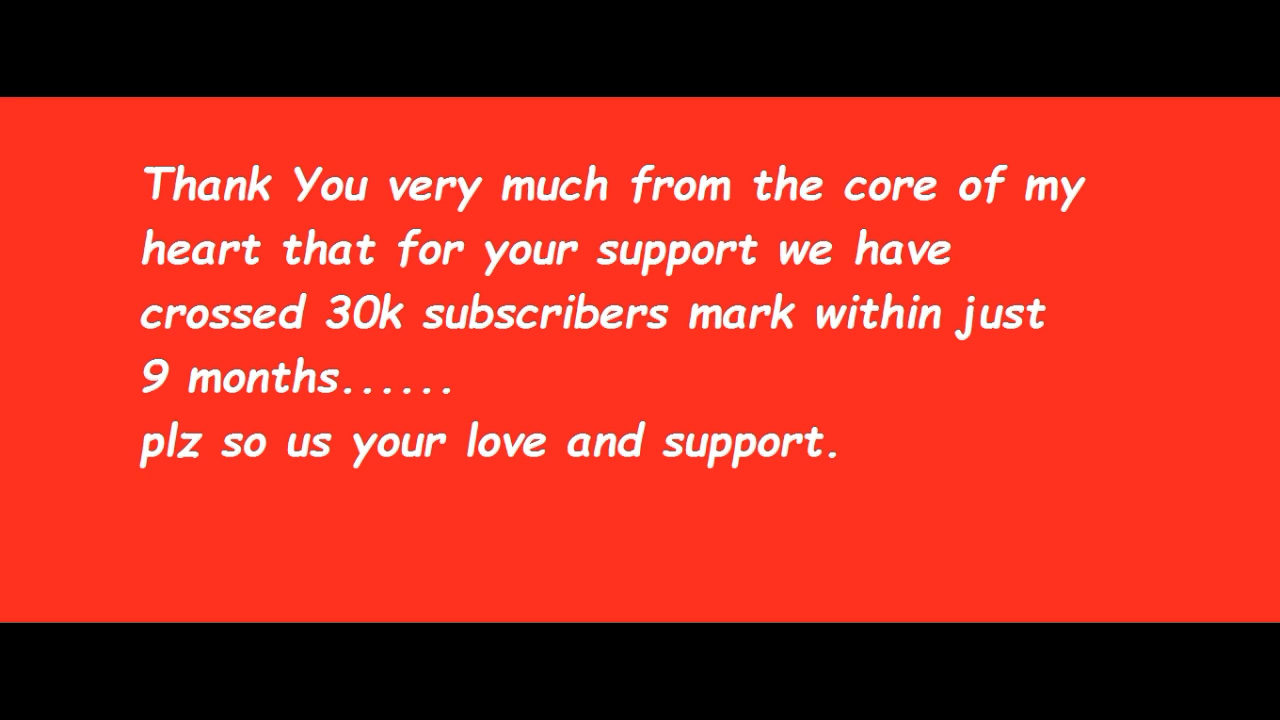 Thank You very much from the core of my
heart that for your support we have
crossed 30k subscribers mark within just
9 months......
plz so us your love and support.